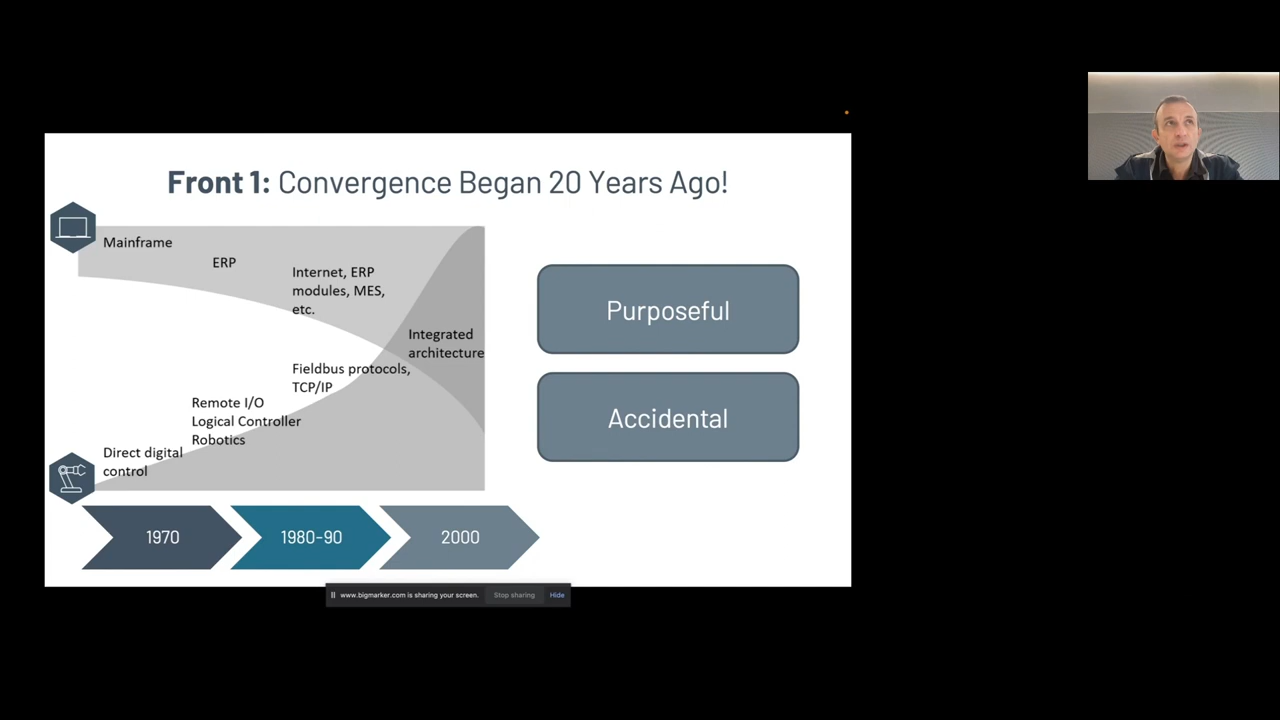 Front 1: Convergence Began 20 Years Ago!
Mainframe
ERP
Internet, ERP
modules, MES,
etc.
Integrated
architecture
Fieldbus protocols,
TCP/IP
Remote I/O
Logical Controller
Robotics
Direct digital
control
Purposeful
Accidental
1970
1980-90
2000
www.bigmarker.com is sharing your screen.
Stop sharing
Hide